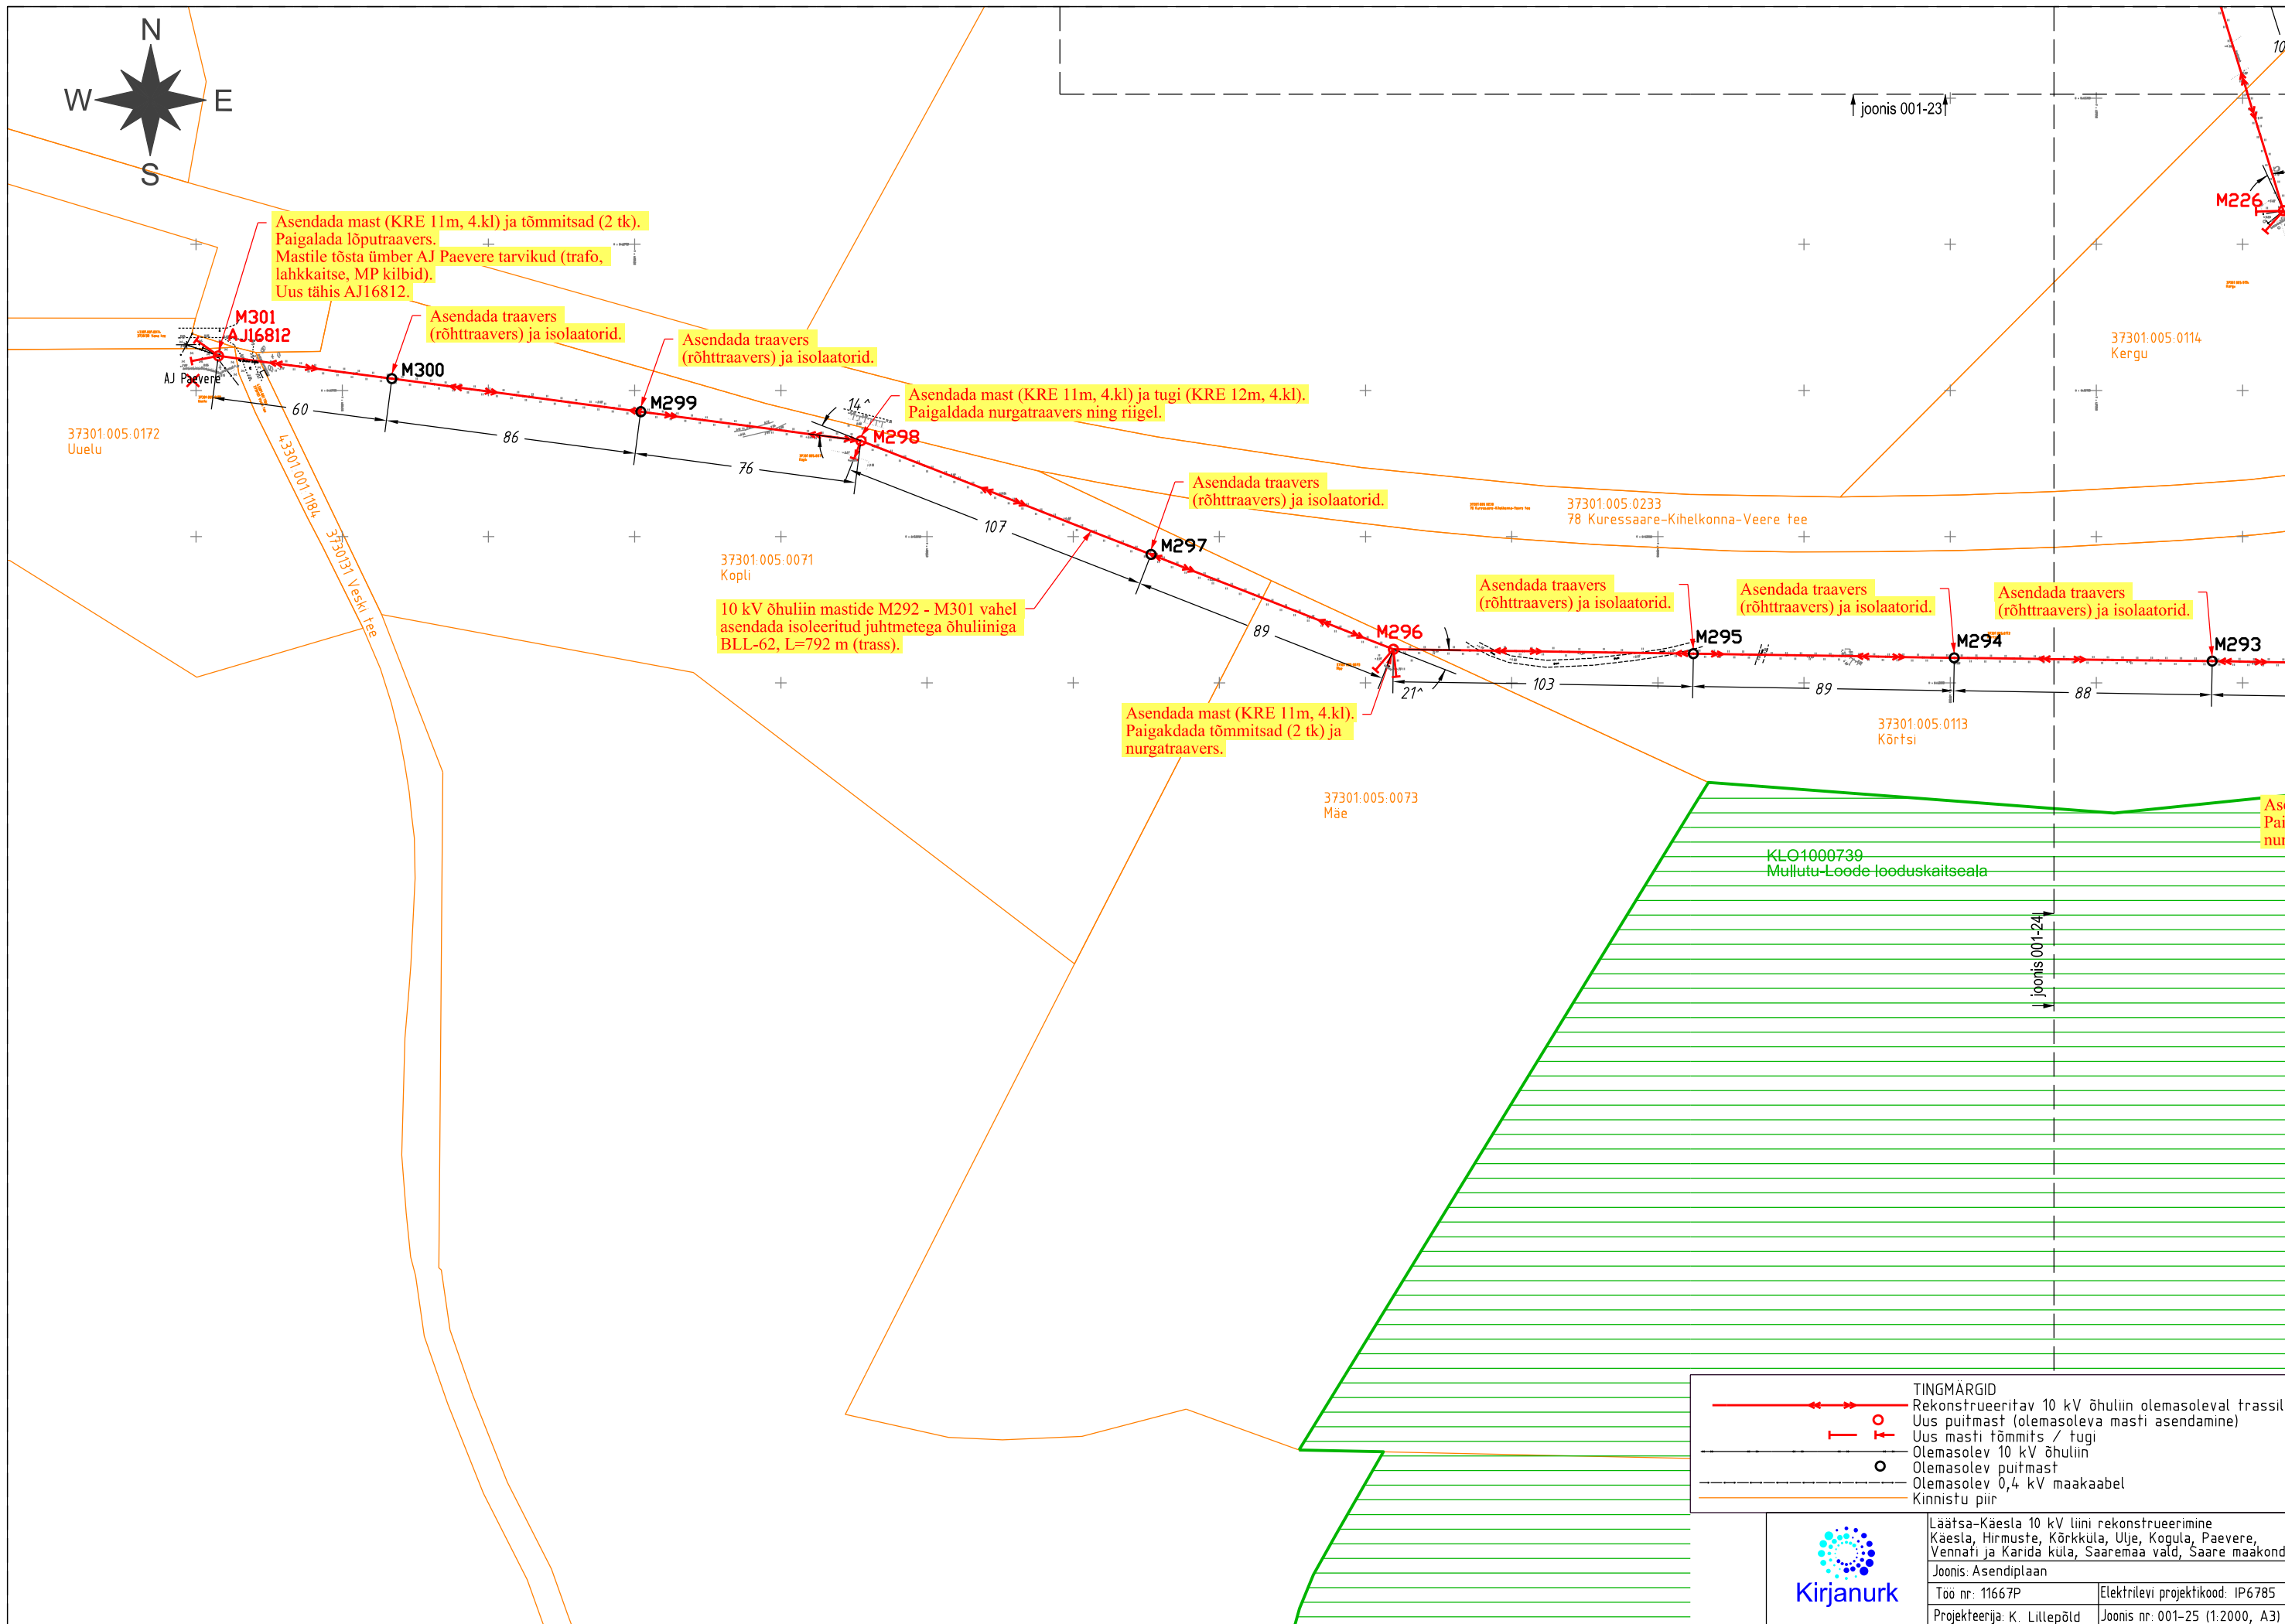 N
W E
S
joonis 001-23
10
M226
Asendada mast (KRE 11m, 4.kl) ja tõmmitsad (2 tk).
Paigalada lõputraavers.
Mastile tõsta ümber AJ Paevere tarvikud (trafo,
lahkkaitse, MP kilbid).
Uus tähis AJ16812.
M301
AJ16812
AJ Paevere
Asendada traavers
(rõhttraavers) ja isolaatorid.
M300
Asendada traavers
(rõhttraavers) ja isolaatorid.
M299
Asendada mast (KRE 11m, 4.kl) ja tugi (KRE 12m, 4.kl).
Paigaldada nurgatraavers ning riigel.
14^
M298
60
86
76
37301:005:0172
Uuelu
43301:001:1184
3730131 Veski tee
37301:005:0114
Kergu
Asendada traavers
(rõhttraavers) ja isolaatorid.
M297
107
89
37301:005:0233
78 Kuressaare-Kihelkonna-Veere tee
37301:005:0071
Kopli
10 kV õhuliin mastide M292 - M301 vahel
asendada isoleeritud juhtmetega õhuliiniga
BLL-62, L=792 m (trass).
M296
Asendada traavers
(rõhttraavers) ja isolaatorid.
M295
Asendada traavers
(rõhttraavers) ja isolaatorid.
M294
Asendada traavers
(rõhttraavers) ja isolaatorid.
M293
21^
103
89
88
Asendada mast (KRE 11m, 4.kl).
Paigakdada tõmmitsad (2 tk) ja
nurgatraavers.
37301:005:0113
Kõrtsi
37301:005:0073
Mäe
Ase
Pai
nur
KLO1000739
Mullutu-Loode looduskaitseala
joonis 001-24
TINGMÄRGID
Rekonstrueeritav 10 kV õhuliin olemasoleval trassil
Uus puitmast (olemasoleva masti asendamine)
Uus masti tõmmits / tugi
Olemasolev 10 kV õhuliin
Olemasolev puitmast
Olemasolev 0,4 kV maakaabel
Kinnistu piir
Kirjanurk
Läätsa-Käesla 10 kV liini rekonstrueerimine
Käesla, Hirmuste, Kõrkküla, Ulje, Kogula, Paevere,
Vennati ja Karida küla, Saaremaa vald, Saare maakond
Joonis: Asendiplaan
Töö nr: 11667P
Elektrilevi projektikood: IP6785
Projekteerija: K. Lillepõld
Joonis nr: 001-25 (1:2000, A3)